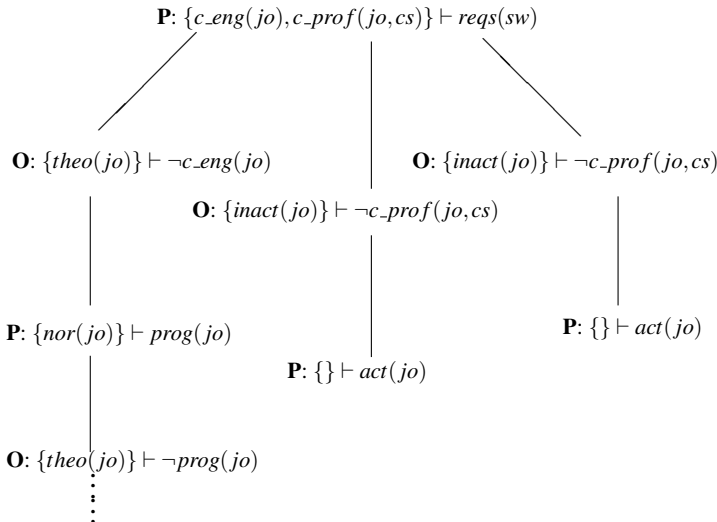 P: {c_eng(jo),c_prof(jo,cs)} ⊢ reqs(sw)
O: {theo(jo)} ⊢ ¬c_eng(jo)
O: {inact(jo)} ⊢ ¬c_prof(jo,cs)
O: {inact(jo)} ⊢ ¬c_prof(jo,cs)
P: {nor(jo)} ⊢ prog(jo)
P: {} ⊢ act(jo)
P: {} ⊢ act(jo)
O: {theo(jo)} ⊢ ¬prog(jo)